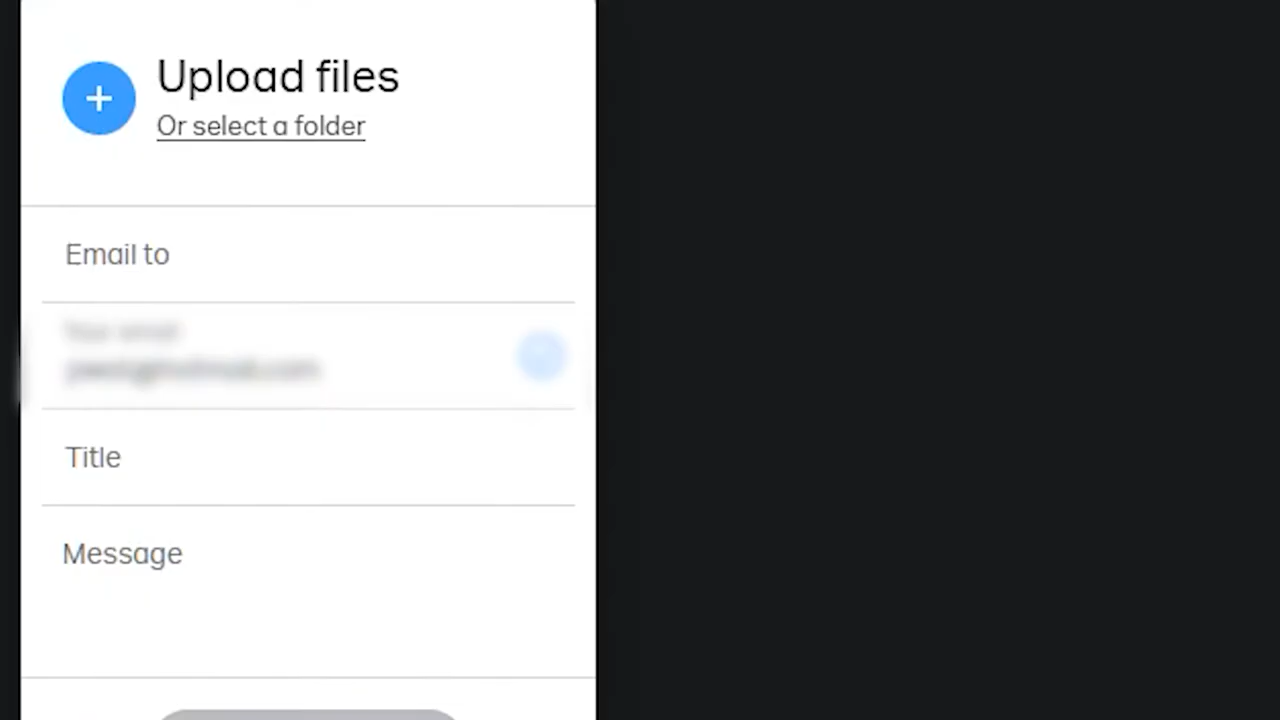 Upload files
Or select a folder
Email to
Title
Message